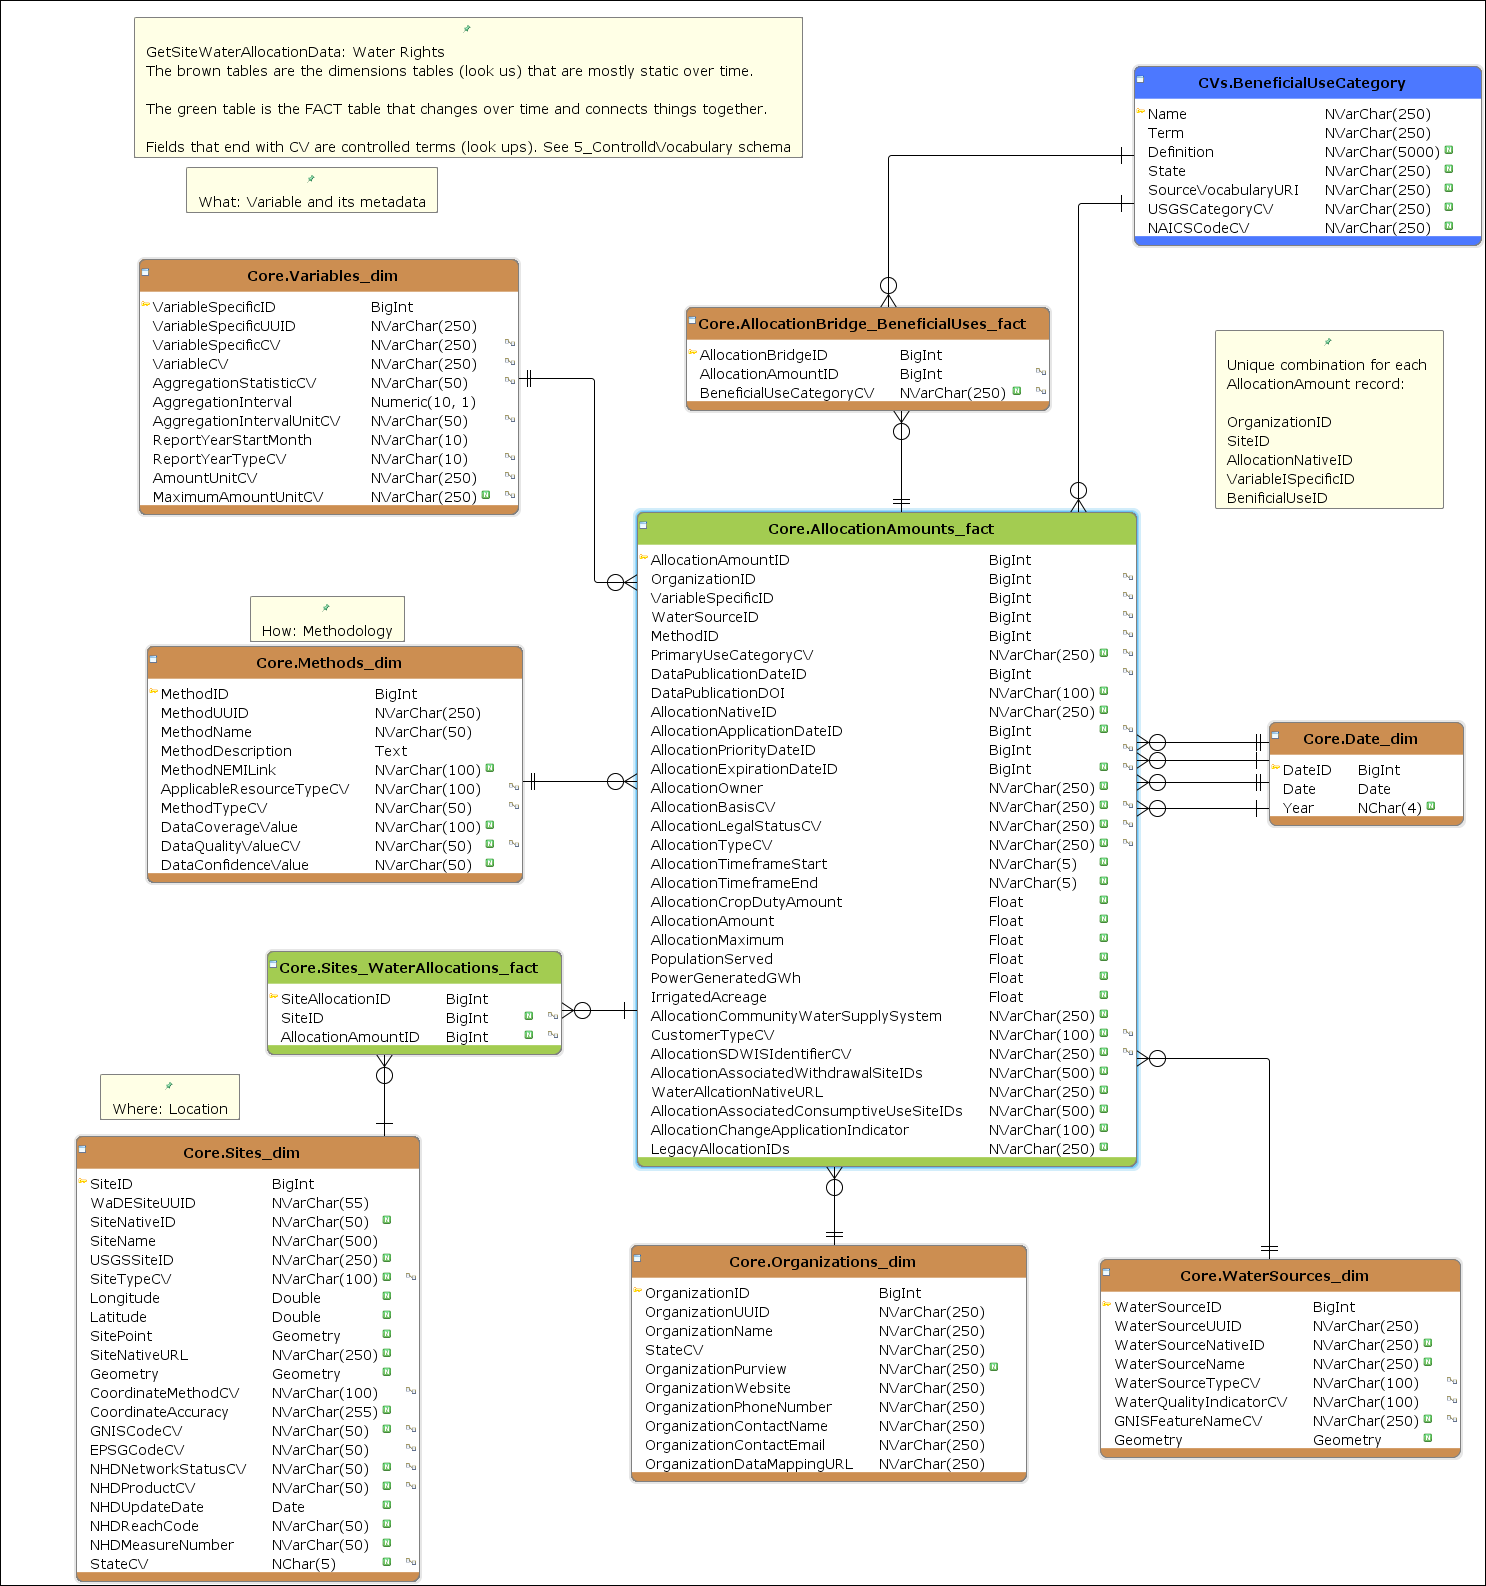 GetSiteWaterAllocationData: Water Rights
The brown tables are the dimensions tables (look us) that are mostly static over time.
The green table is the FACT table that changes over time and connects things together.
Fields that end with CV are controlled terms (look ups). See 5_ControlldVocabulary schema
What: Variable and its metadata
CVs.BeneficialUseCategory
Name NVarChar(250)
Term NVarChar(250)
Definition NVarChar(5000) N
State NVarChar(250) N
SourceVocabularyURI NVarChar(250) N
USGSCategoryCV NVarChar(250) N
NAICSCodeCV NVarChar(250) N
Core.Variables_dim
VariableSpecificID BigInt
VariableSpecificUUID NVarChar(250)
VariableSpecificCV NVarChar(250)
VariableCV NVarChar(250)
AggregationStatisticCV NVarChar(50)
AggregationInterval Numeric(10, 1)
AggregationIntervalUnitCV NVarChar(50)
ReportYearStartMonth NVarChar(10)
ReportYearTypeCV NVarChar(10)
AmountUnitCV NVarChar(250)
MaximumAmountUnitCV NVarChar(250) N
Core.AllocationBridge_BeneficialUses_fact
AllocationBridgeID BigInt
AllocationAmountID BigInt
BeneficialUseCategoryCV NVarChar(250) N
Unique combination for each
AllocationAmount record:
OrganizationID
SiteID
AllocationNativeID
VariableISpecificID
BenificialUseID
Core.AllocationAmounts_fact
AllocationAmountID BigInt
OrganizationID BigInt
VariableSpecificID BigInt
WaterSourceID BigInt
MethodID BigInt
PrimaryUseCategoryCV NVarChar(250) N
DataPublicationDateID BigInt
DataPublicationDOI NVarChar(100) N
AllocationNativeID NVarChar(250) N
AllocationApplicationDateID BigInt N
AllocationPriorityDateID BigInt
AllocationExpirationDateID BigInt N
AllocationOwner NVarChar(250) N
AllocationBasisCV NVarChar(250) N
AllocationLegalStatusCV NVarChar(250) N
AllocationTypeCV NVarChar(250) N
AllocationTimeframeStart NVarChar(5) N
AllocationTimeframeEnd NVarChar(5) N
AllocationCropDutyAmount Float N
AllocationAmount Float N
AllocationMaximum Float N
PopulationServed Float N
PowerGeneratedGWh Float N
IrrigatedAcreage Float N
AllocationCommunityWaterSupplySystem NVarChar(250) N
CustomerTypeCV NVarChar(100) N
AllocationSDWISIdentifierCV NVarChar(250) N
AllocationAssociatedWithdrawalSiteIDs NVarChar(500) N
WaterAllcationNativeURL NVarChar(250) N
AllocationAssociatedConsumptiveUseSiteIDs NVarChar(500) N
AllocationChangeApplicationIndicator NVarChar(100) N
LegacyAllocationIDs NVarChar(250) N
How: Methodology
Core.Methods_dim
MethodID BigInt
MethodUUID NVarChar(250)
MethodName NVarChar(50)
MethodDescription Text
MethodNEMILink NVarChar(100) N
ApplicableResourceTypeCV NVarChar(100)
MethodTypeCV NVarChar(50)
DataCoverageValue NVarChar(100) N
DataQualityValueCV NVarChar(50) N
DataConfidenceValue NVarChar(50) N
Core.Date_dim
DateID BigInt
Date Date
Year NChar(4) N
Core.Sites_WaterAllocations_fact
SiteAllocationID BigInt
SiteID BigInt N
AllocationAmountID BigInt N
Where: Location
Core.Sites_dim
SiteID BigInt
WaDESiteUUID NVarChar(55)
SiteNativeID NVarChar(50) N
SiteName NVarChar(500)
USGSSiteID NVarChar(250) N
SiteTypeCV NVarChar(100) N
Longitude Double N
Latitude Double N
SitePoint Geometry N
SiteNativeURL NVarChar(250) N
Geometry Geometry N
CoordinateMethodCV NVarChar(100)
CoordinateAccuracy NVarChar(255) N
GNISCodeCV NVarChar(50) N
EPSGCodeCV NVarChar(50)
NHDNetworkStatusCV NVarChar(50) N
NHDProductCV NVarChar(50) N
NHDUpdateDate Date N
NHDReachCode NVarChar(50) N
NHDMeasureNumber NVarChar(50) N
StateCV NChar(5) N
Core.Organizations_dim
OrganizationID BigInt
OrganizationUUID NVarChar(250)
OrganizationName NVarChar(250)
StateCV NVarChar(250)
OrganizationPurview NVarChar(250) N
OrganizationWebsite NVarChar(250)
OrganizationPhoneNumber NVarChar(250)
OrganizationContactName NVarChar(250)
OrganizationContactEmail NVarChar(250)
OrganizationDataMappingURL NVarChar(250)
Core.WaterSources_dim
WaterSourceID BigInt
WaterSourceUUID NVarChar(250)
WaterSourceNativeID NVarChar(250) N
WaterSourceName NVarChar(250) N
WaterSourceTypeCV NVarChar(100)
WaterQualityIndicatorCV NVarChar(100)
GNISFeatureNameCV NVarChar(250) N
Geometry Geometry N